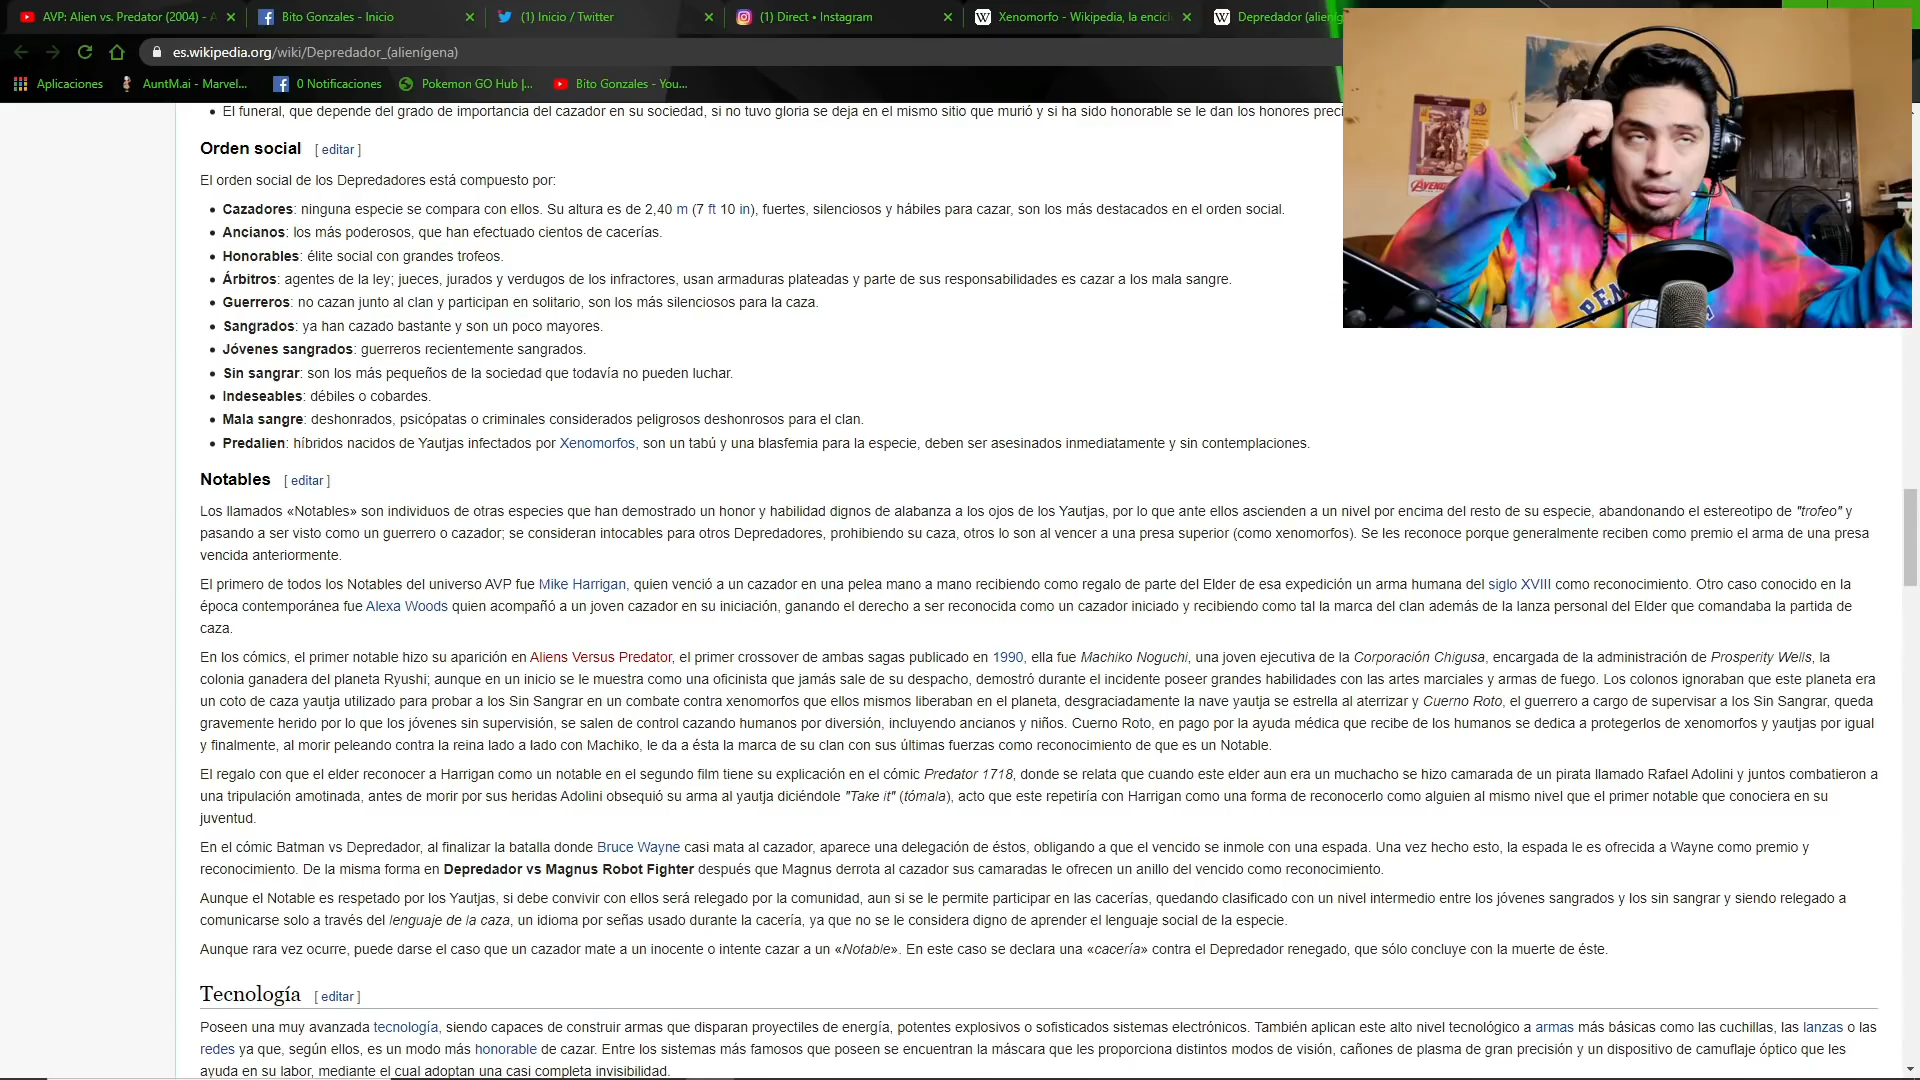 AVP: Alien vs. Predator (2004) - A
Bito Gonzales - Inicio
(1) Inicio / Twitter
(1) Direct • Instagram
Xenomorfo - Wikipedia, la encicl
Depredador (alieníg
es.wikipedia.org/wiki/Depredador_(alienígena)
Aplicaciones
AuntM.ai - Marvel...
0 Notificaciones
Pokemon GO Hub |...
Bito Gonzales - You...
• El funeral, que depende del grado de importancia del cazador en su sociedad, si no tuvo gloria se deja en el mismo sitio que murió y si ha sido honorable se le dan los honores preci
AVENG
PEN
Orden social [ editar ]
El orden social de los Depredadores está compuesto por:
• Cazadores: ninguna especie se compara con ellos. Su altura es de 2,40 m (7 ft 10 in), fuertes, silenciosos y hábiles para cazar, son los más destacados en el orden social.
• Ancianos: los más poderosos, que han efectuado cientos de cacerías.
• Honorables: élite social con grandes trofeos.
• Árbitros: agentes de la ley; jueces, jurados y verdugos de los infractores, usan armaduras plateadas y parte de sus responsabilidades es cazar a los mala sangre.
• Guerreros: no cazan junto al clan y participan en solitario, son los más silenciosos para la caza.
• Sangrados: ya han cazado bastante y son un poco mayores.
• Jóvenes sangrados: guerreros recientemente sangrados.
• Sin sangrar: son los más pequeños de la sociedad que todavía no pueden luchar.
• Indeseables: débiles o cobardes.
• Mala sangre: deshonrados, psicópatas o criminales considerados peligrosos deshonrosos para el clan.
• Predalien: híbridos nacidos de Yautjas infectados por Xenomorfos, son un tabú y una blasfemia para la especie, deben ser asesinados inmediatamente y sin contemplaciones.
Notables [ editar ]
Los llamados «Notables» son individuos de otras especies que han demostrado un honor y habilidad dignos de alabanza a los ojos de los Yautjas, por lo que ante ellos ascienden a un nivel por encima del resto de su especie, abandonando el estereotipo de "trofeo" y
pasando a ser visto como un guerrero o cazador; se consideran intocables para otros Depredadores, prohibiendo su caza, otros lo son al vencer a una presa superior (como xenomorfos). Se les reconoce porque generalmente reciben como premio el arma de una presa
vencida anteriormente.
El primero de todos los Notables del universo AVP fue Mike Harrigan, quien venció a un cazador en una pelea mano a mano recibiendo como regalo de parte del Elder de esa expedición un arma humana del siglo XVIII como reconocimiento. Otro caso conocido en la
época contemporánea fue Alexa Woods quien acompañó a un joven cazador en su iniciación, ganando el derecho a ser reconocida como un cazador iniciado y recibiendo como tal la marca del clan además de la lanza personal del Elder que comandaba la partida de
caza.
En los cómics, el primer notable hizo su aparición en Aliens Versus Predator, el primer crossover de ambas sagas publicado en 1990, ella fue Machiko Noguchi, una joven ejecutiva de la Corporación Chigusa, encargada de la administración de Prosperity Wells, la
colonia ganadera del planeta Ryushi; aunque en un inicio se le muestra como una oficinista que jamás sale de su despacho, demostró durante el incidente poseer grandes habilidades con las artes marciales y armas de fuego. Los colonos ignoraban que este planeta era
un coto de caza yautja utilizado para probar a los Sin Sangrar en un combate contra xenomorfos que ellos mismos liberaban en el planeta, desgraciadamente la nave yautja se estrella al aterrizar y Cuerno Roto, el guerrero a cargo de supervisar a los Sin Sangrar, queda
gravemente herido por lo que los jóvenes sin supervisión, se salen de control cazando humanos por diversión, incluyendo ancianos y niños. Cuerno Roto, en pago por la ayuda médica que recibe de los humanos se dedica a protegerlos de xenomorfos y yautjas por igual
y finalmente, al morir peleando contra la reina lado a lado con Machiko, le da a ésta la marca de su clan con sus últimas fuerzas como reconocimiento de que es un Notable.
El regalo con que el elder reconocer a Harrigan como un notable en el segundo film tiene su explicación en el cómic Predator 1718, donde se relata que cuando este elder aun era un muchacho se hizo camarada de un pirata llamado Rafael Adolini y juntos combatieron a
una tripulación amotinada, antes de morir por sus heridas Adolini obsequió su arma al yautja diciéndole "Take it" (tómala), acto que este repetiría con Harrigan como una forma de reconocerlo como alguien al mismo nivel que el primer notable que conociera en su
juventud.
En el cómic Batman vs Depredador, al finalizar la batalla donde Bruce Wayne casi mata al cazador, aparece una delegación de éstos, obligando a que el vencido se inmole con una espada. Una vez hecho esto, la espada le es ofrecida a Wayne como premio y
reconocimiento. De la misma forma en Depredador vs Magnus Robot Fighter después que Magnus derrota al cazador sus camaradas le ofrecen un anillo del vencido como reconocimiento.
Aunque el Notable es respetado por los Yautjas, si debe convivir con ellos será relegado por la comunidad, aun si se le permite participar en las cacerías, quedando clasificado con un nivel intermedio entre los jóvenes sangrados y los sin sangrar y siendo relegado a
comunicarse solo a través del lenguaje de la caza, un idioma por señas usado durante la cacería, ya que no se le considera digno de aprender el lenguaje social de la especie.
Aunque rara vez ocurre, puede darse el caso que un cazador mate a un inocente o intente cazar a un «Notable». En este caso se declara una «cacería» contra el Depredador renegado, que sólo concluye con la muerte de éste.
Tecnología [ editar ]
Poseen una muy avanzada tecnología, siendo capaces de construir armas que disparan proyectiles de energía, potentes explosivos o sofisticados sistemas electrónicos. También aplican este alto nivel tecnológico a armas más básicas como las cuchillas, las lanzas o las
redes ya que, según ellos, es un modo más honorable de cazar. Entre los sistemas más famosos que poseen se encuentran la máscara que les proporciona distintos modos de visión, cañones de plasma de gran precisión y un dispositivo de camuflaje óptico que les
ayuda en su labor, mediante el cual adoptan una casi completa invisibilidad.